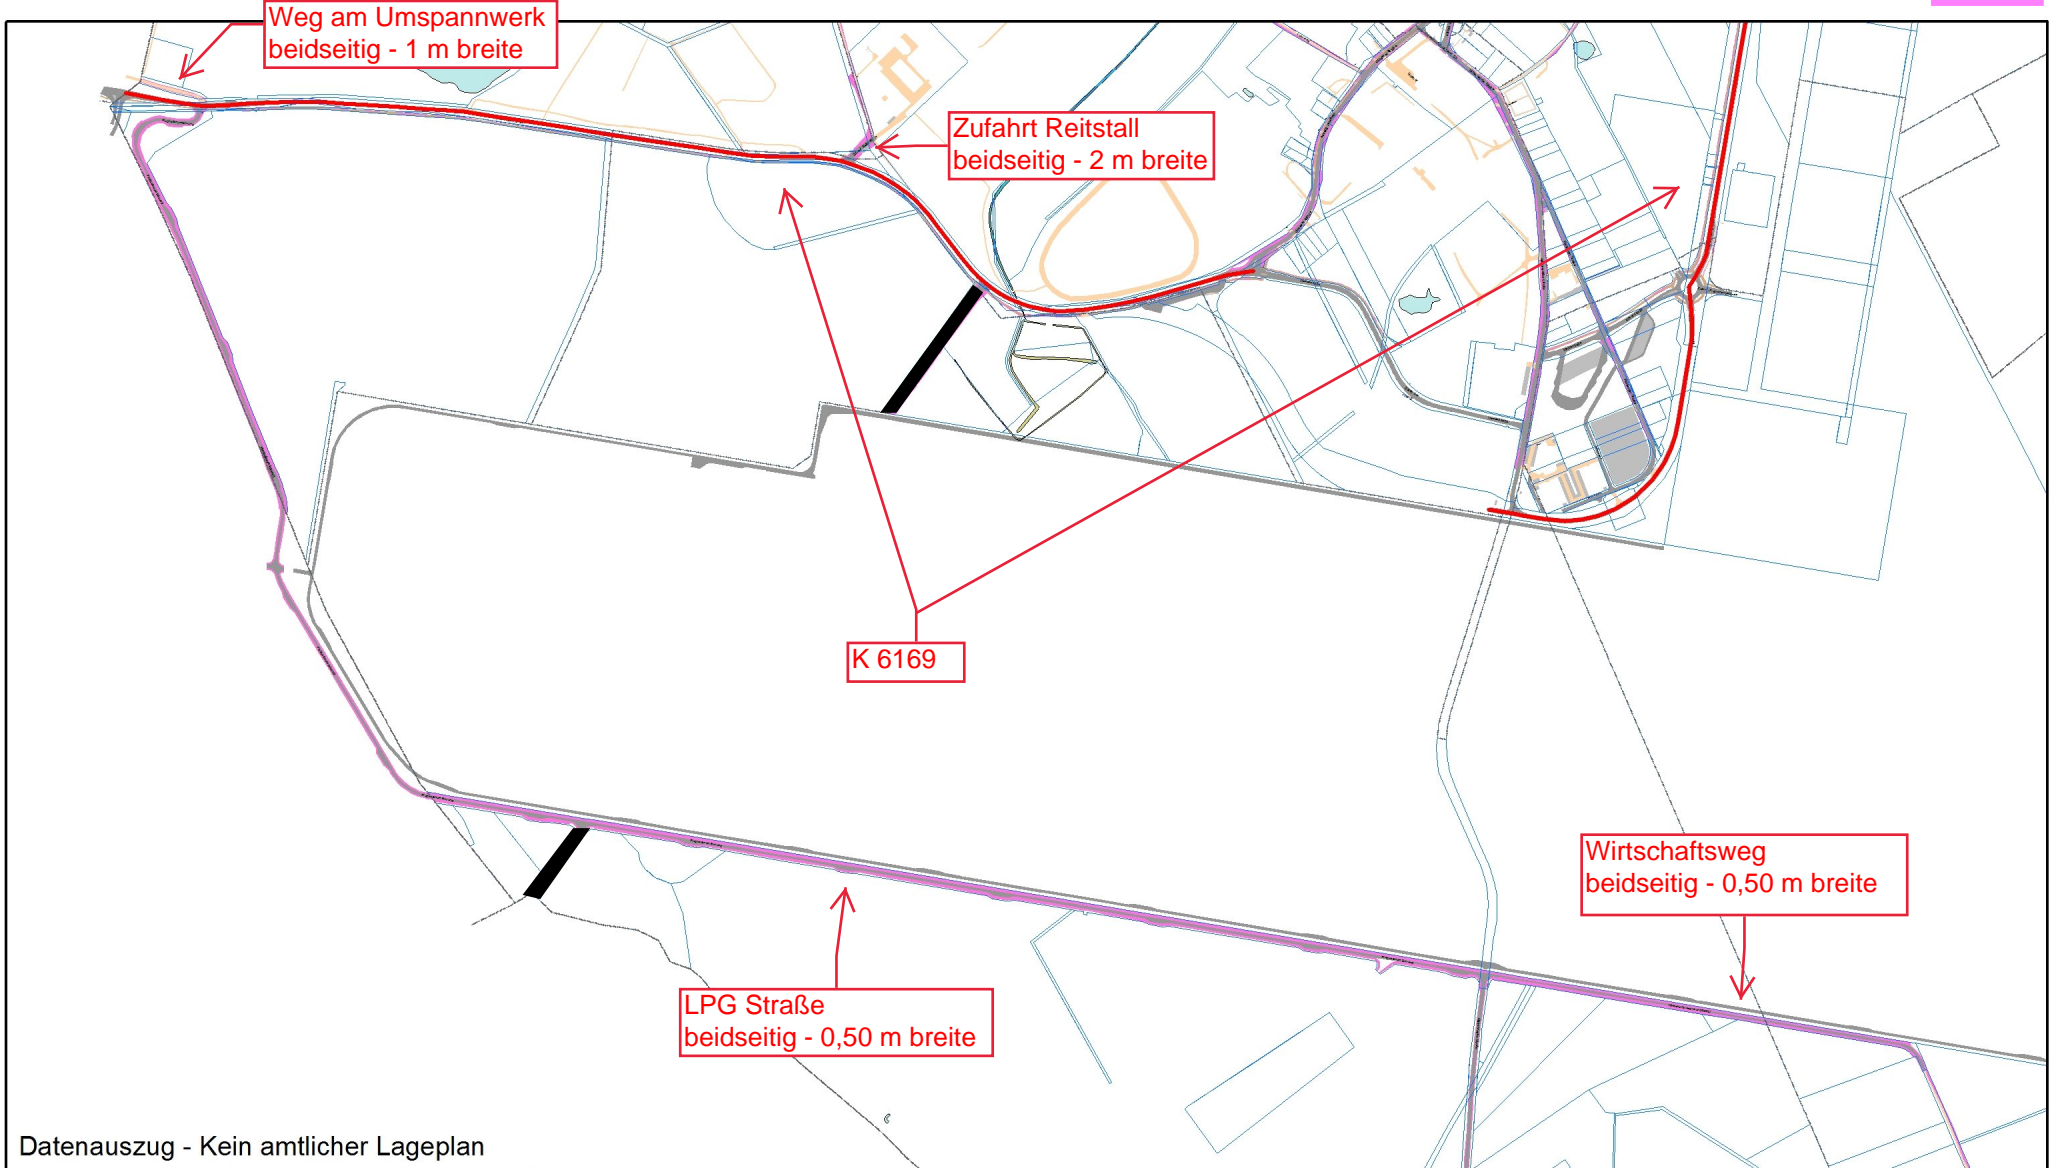 Weg am Umspannwerk
beidseitig - 1 m breite
Zufahrt Reitstall
beidseitig - 2 m breite
K 6169
Wirtschaftsweg
beidseitig - 0,50 m breite
LPG Straße
beidseitig - 0,50 m breite
Datenauszug - Kein amtlicher Lageplan